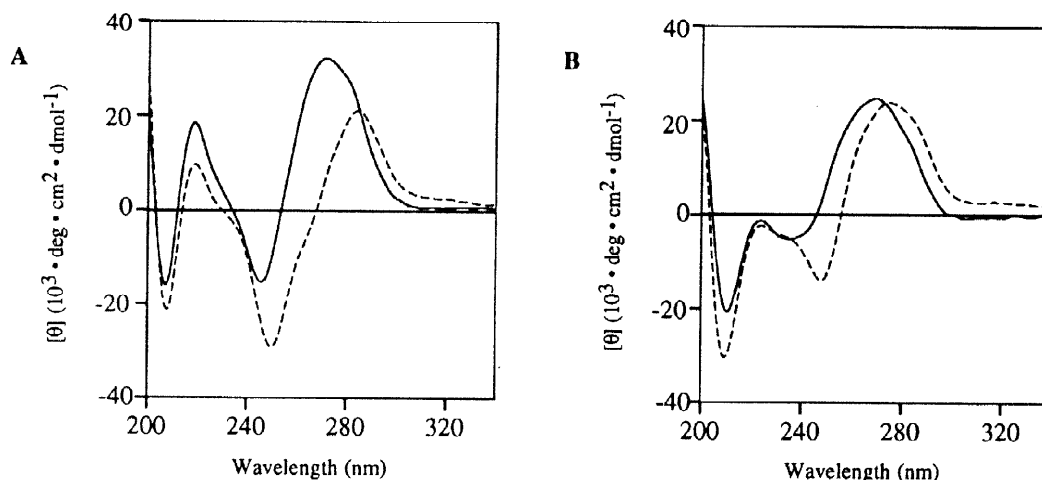 A
[θ] (10³ • deg • cm² • dmol⁻¹)
40
20
0
-20
-40
200 240 280 320
Wavelength (nm)
B
[θ] (10³ • deg • cm² • dmol⁻¹)
40
20
0
-20
-40
200 240 280 320
Wavelength (nm)